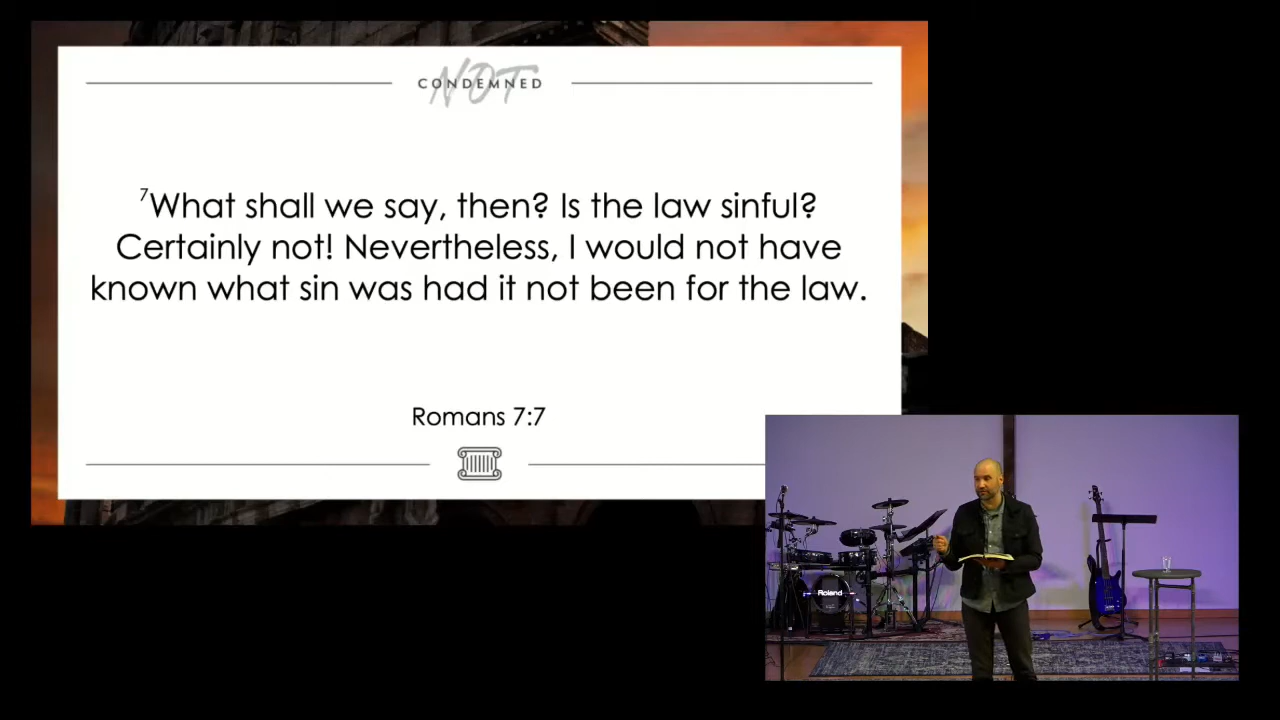 NOT
CONDEMNED
7What shall we say, then? Is the law sinful?
Certainly not! Nevertheless, I would not have
known what sin was had it not been for the law.
Romans 7:7
Roland